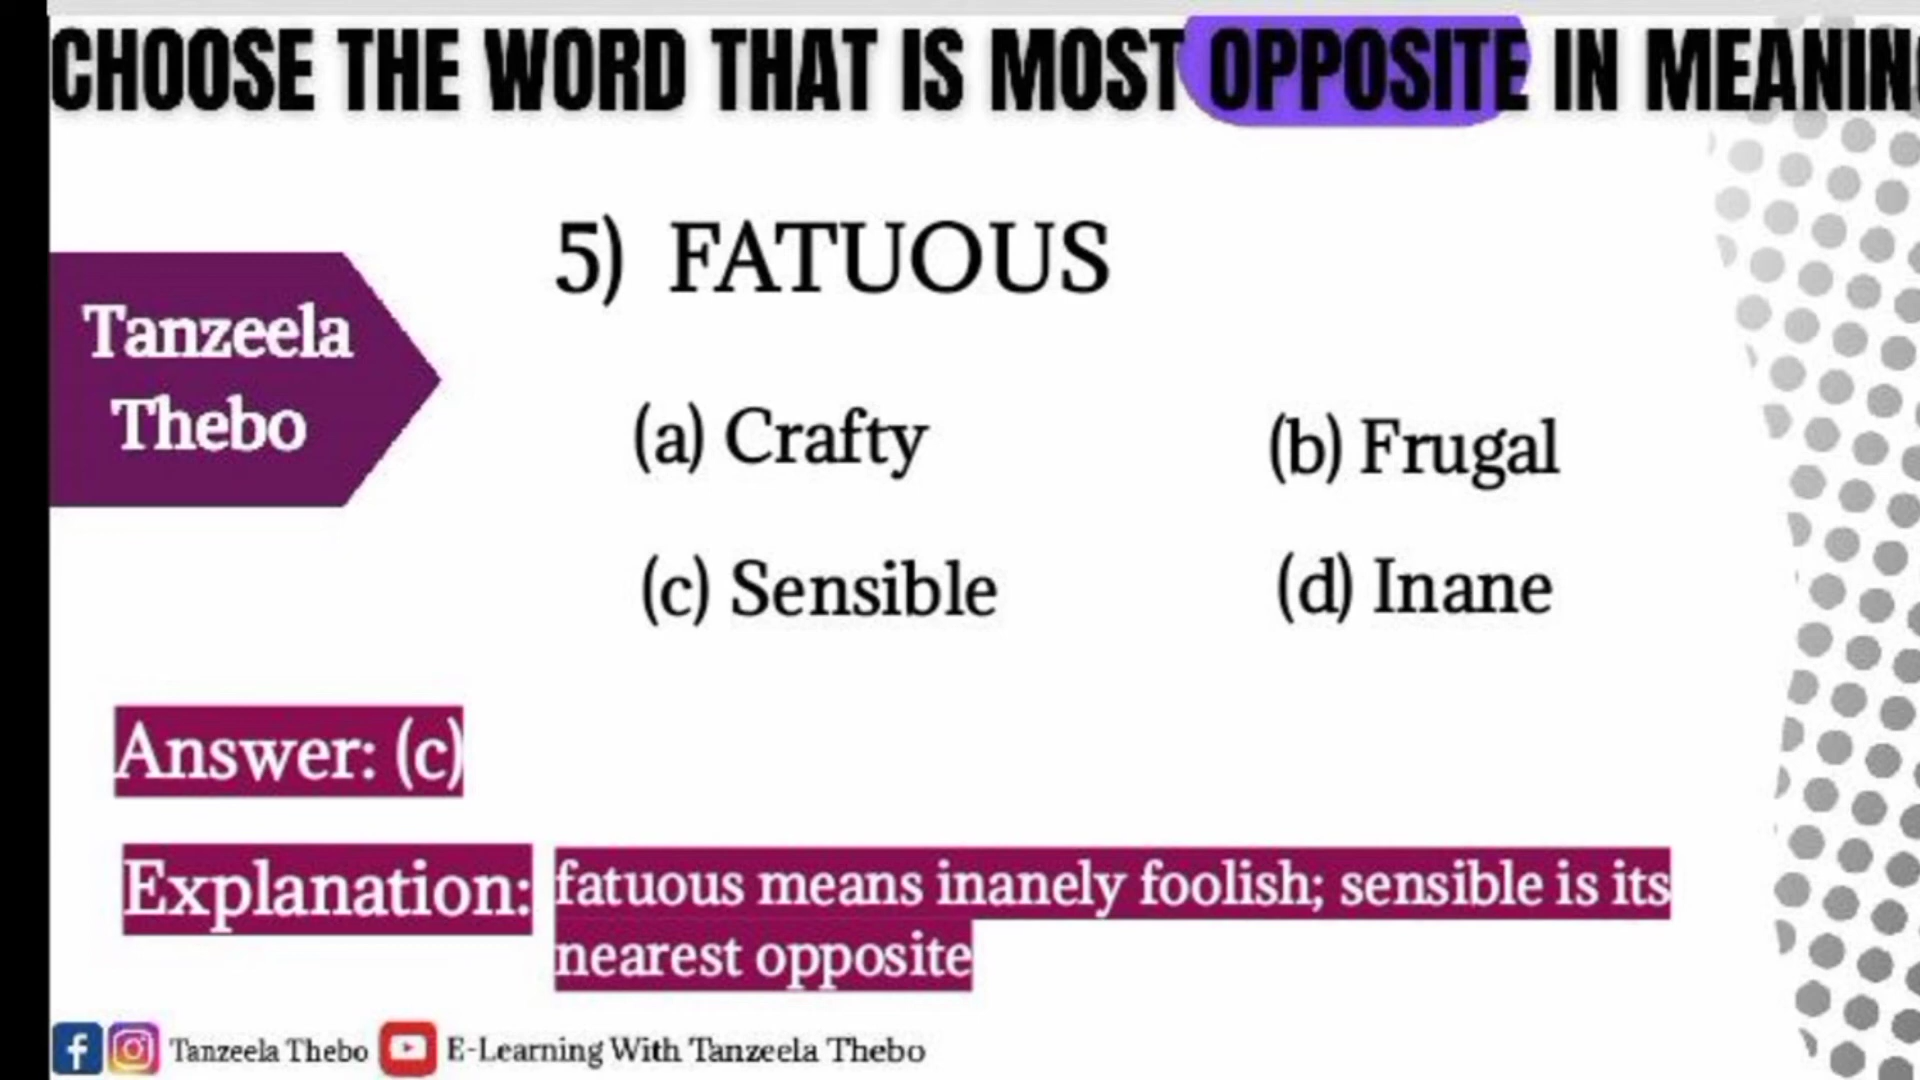 CHOOSE THE WORD THAT IS MOST OPPOSITE IN MEANING
5) FATUOUS
Tanzeela
Thebo
(a) Crafty (b) Frugal
(c) Sensible (d) Inane
Answer: (c)
Explanation: fatuous means inanely foolish; sensible is its
nearest opposite
Tanzeela Thebo E-Learning With Tanzeela Thebo